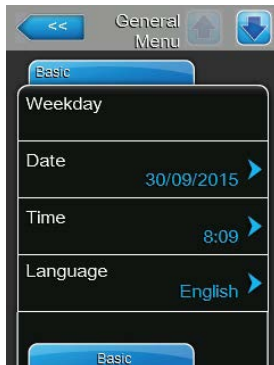 <<
General
Menu
Basic
Weekday
Date
30/09/2015
Time
8:09
Language
English
Basic